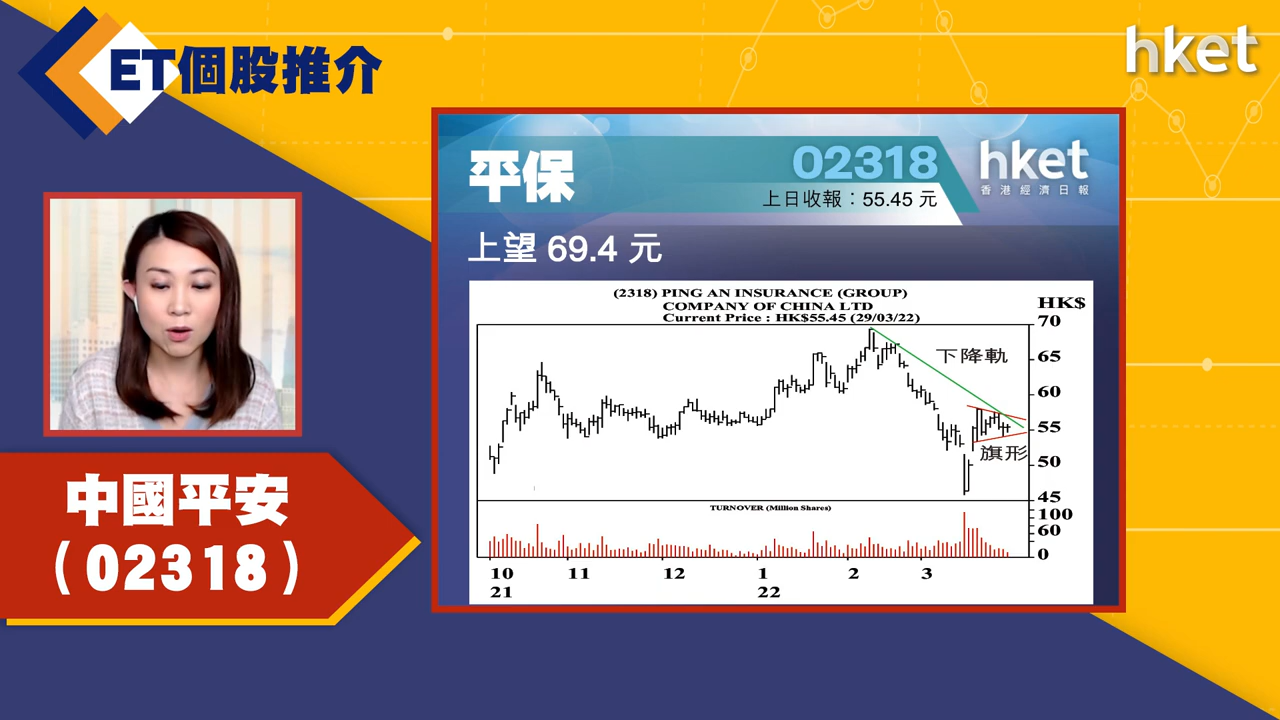 ET個股推介
hket
平保
02318
上日收報：55.45 元
hket
香港經濟日報
上望 69.4 元
(2318) PING AN INSURANCE (GROUP)
COMPANY OF CHINA LTD
Current Price : HK$55.45 (29/03/22)
HK$
70
65
60
55
50
45
下降軌
旗形
TURNOVER (Million Shares)
100
60
0
10 11 12 1 2 3
21 22
中國平安
（02318）